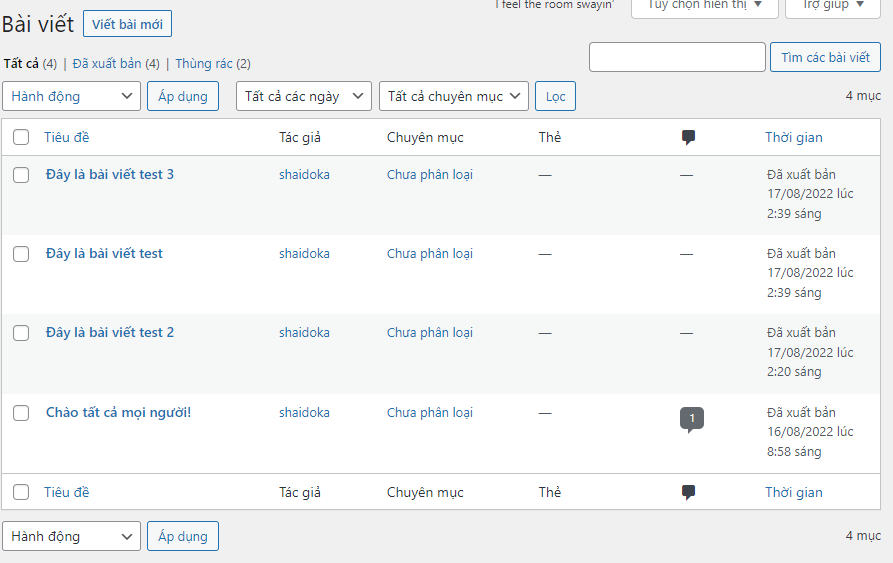 I feel the room swayin'
Tùy chọn hiển thị ▼ Trợ giúp ▼
Bài viết Viết bài mới
Tất cả (4) | Đã xuất bản (4) | Thùng rác (2)
Tìm các bài viết
Hành động Áp dụng Tất cả các ngày Tất cả chuyên mục Lọc 4 mục
Tiêu đề Tác giả Chuyên mục Thẻ Thời gian
Đây là bài viết test 3 shaidoka Chưa phân loại — — Đã xuất bản
17/08/2022 lúc
2:39 sáng
Đây là bài viết test shaidoka Chưa phân loại — — Đã xuất bản
17/08/2022 lúc
2:39 sáng
Đây là bài viết test 2 shaidoka Chưa phân loại — — Đã xuất bản
17/08/2022 lúc
2:20 sáng
Chào tất cả mọi người! shaidoka Chưa phân loại — 1 Đã xuất bản
16/08/2022 lúc
8:58 sáng
Tiêu đề Tác giả Chuyên mục Thẻ Thời gian
Hành động Áp dụng 4 mục